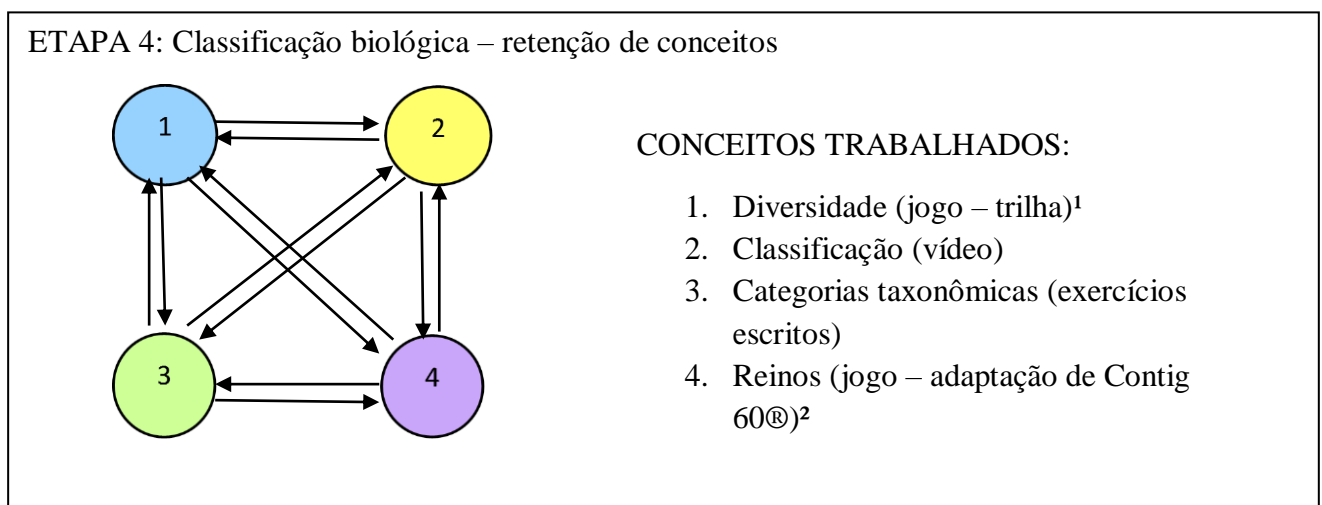 ETAPA 4: Classificação biológica – retenção de conceitos
1
2
3
4
CONCEITOS TRABALHADOS:
1. Diversidade (jogo – trilha)¹
2. Classificação (vídeo)
3. Categorias taxonômicas (exercícios
escritos)
4. Reinos (jogo – adaptação de Contig
60®)²